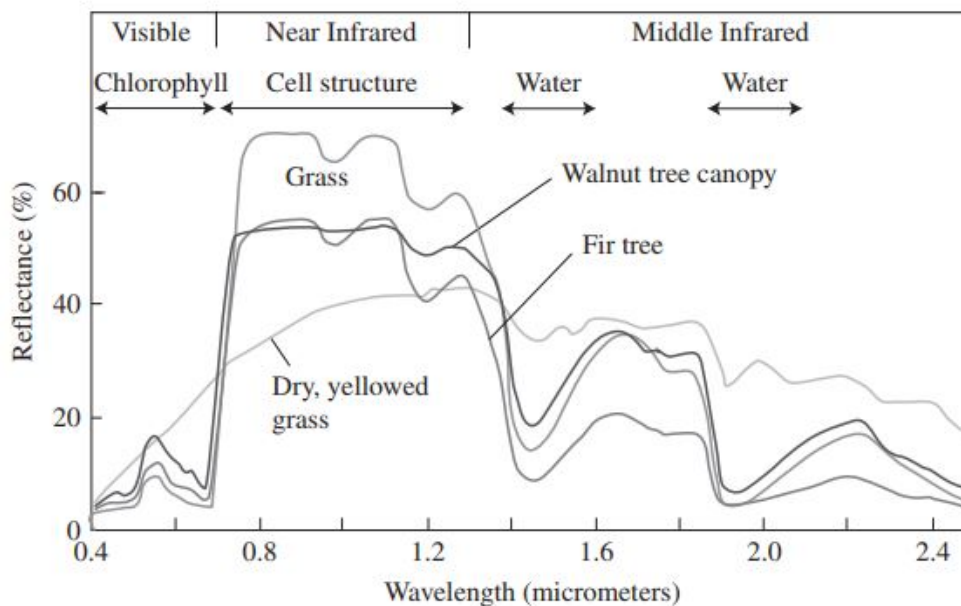 Visible Near Infrared Middle Infrared
Chlorophyll Cell structure Water Water
Grass
Walnut tree canopy
Fir tree
Dry, yellowed
grass
Reflectance (%)
60
40
20
0
0.4 0.8 1.2 1.6 2.0 2.4
Wavelength (micrometers)